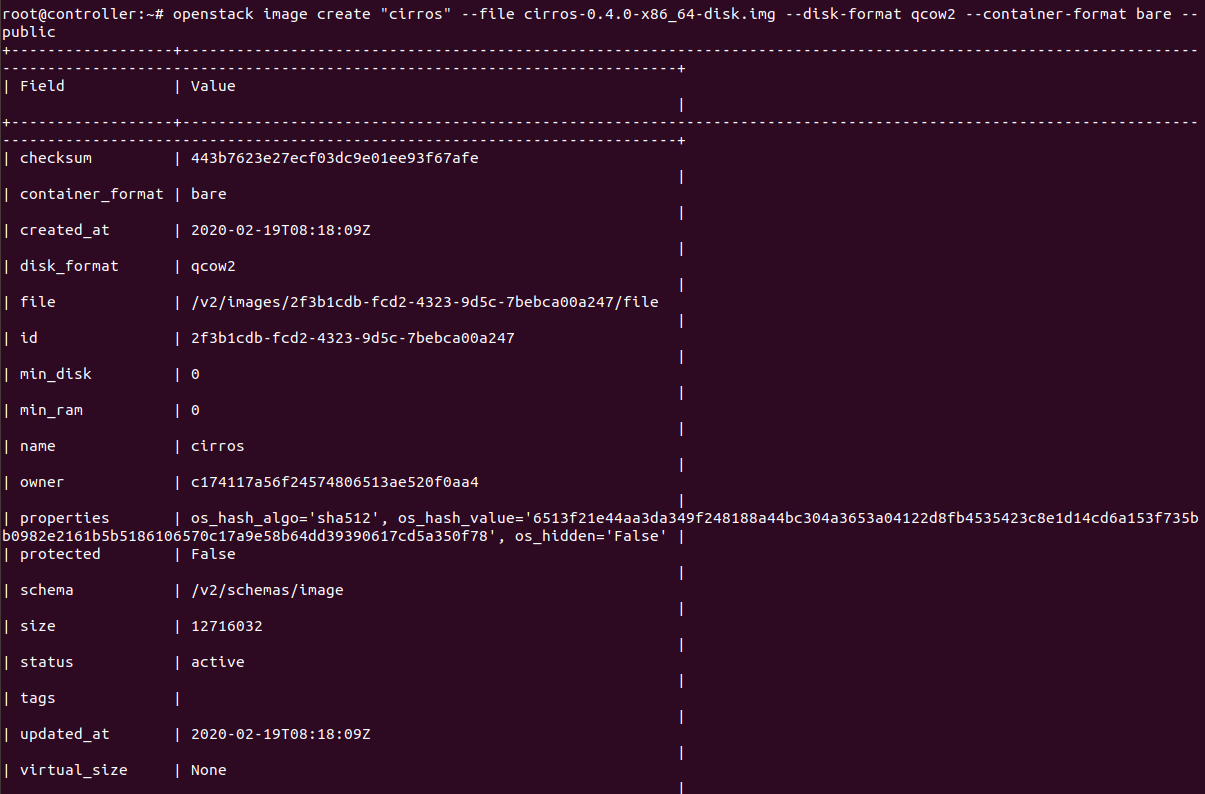 root@controller:~# openstack image create "cirros" --file cirros-0.4.0-x86_64-disk.img --disk-format qcow2 --container-format bare --
public
+------------------+-----------------------------------------------------------------------------------------------------------------
---------------------------------------------------------------------------+
| Field            | Value
                                                                           |
+------------------+-----------------------------------------------------------------------------------------------------------------
---------------------------------------------------------------------------+
| checksum         | 443b7623e27ecf03dc9e01ee93f67afe
                                                                           |
| container_format | bare
                                                                           |
| created_at       | 2020-02-19T08:18:09Z
                                                                           |
| disk_format      | qcow2
                                                                           |
| file             | /v2/images/2f3b1cdb-fcd2-4323-9d5c-7bebca00a247/file
                                                                           |
| id               | 2f3b1cdb-fcd2-4323-9d5c-7bebca00a247
                                                                           |
| min_disk         | 0
                                                                           |
| min_ram          | 0
                                                                           |
| name             | cirros
                                                                           |
| owner            | c174117a56f24574806513ae520f0aa4
                                                                           |
| properties       | os_hash_algo='sha512', os_hash_value='6513f21e44aa3da349f248188a44bc304a3653a04122d8fb4535423c8e1d14cd6a153f735b
b0982e2161b5b5186106570c17a9e58b64dd39390617cd5a350f78', os_hidden='False' |
| protected        | False
                                                                           |
| schema           | /v2/schemas/image
                                                                           |
| size             | 12716032
                                                                           |
| status           | active
                                                                           |
| tags             |
                                                                           |
| updated_at       | 2020-02-19T08:18:09Z
                                                                           |
| virtual_size     | None
                                                                           |